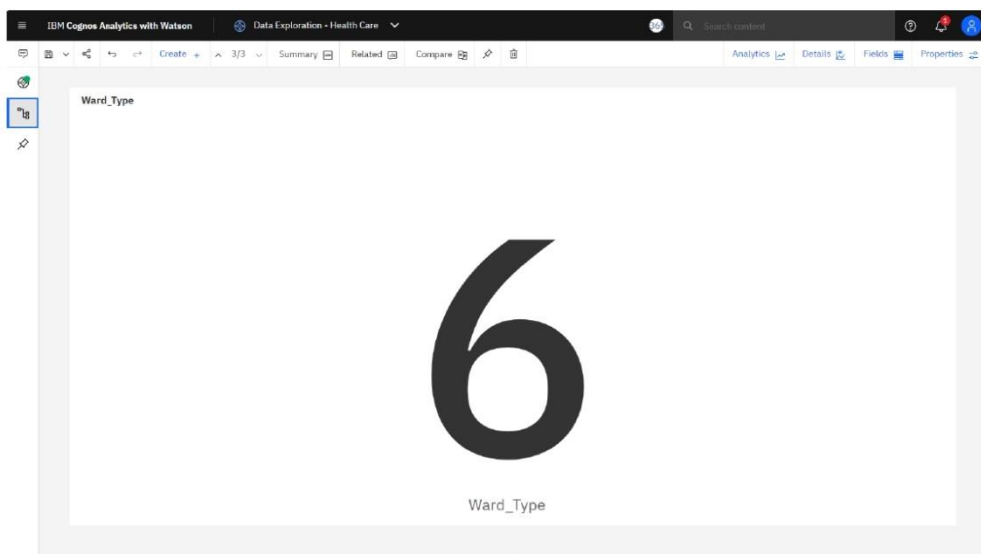 IBM Cognos Analytics with Watson Data Exploration - Health Care Search content
Create + 3/3 Summary Related Compare Analytics Details Fields Properties
Ward_Type
6
Ward_Type